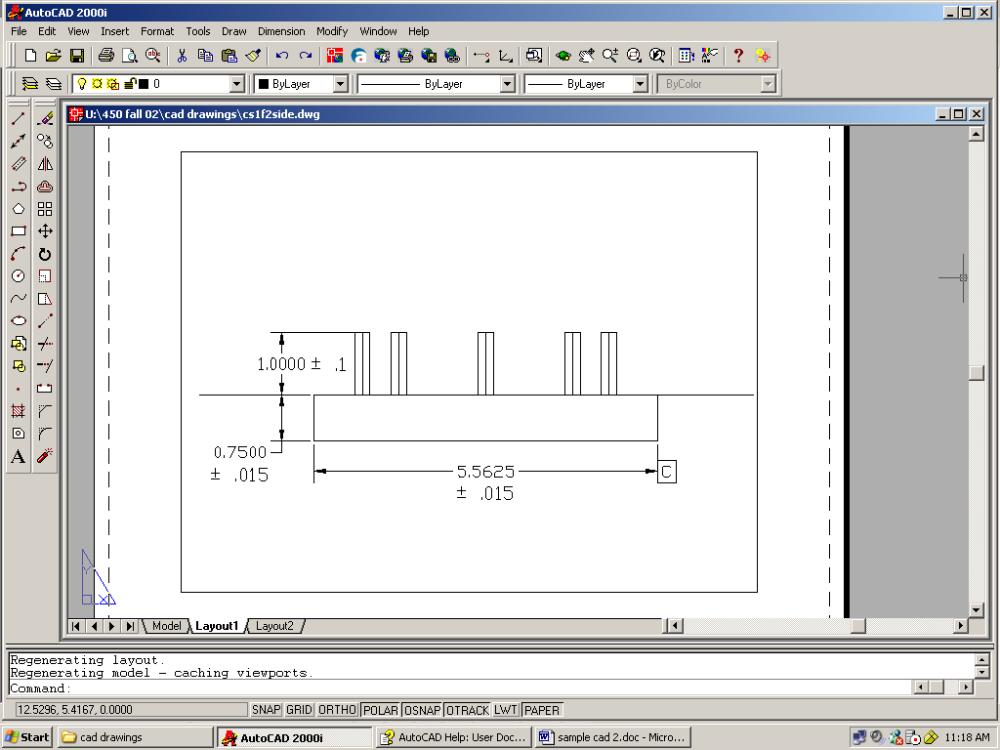 AutoCAD 2000i
File Edit View Insert Format Tools Draw Dimension Modify Window Help
0 ByLayer ByLayer ByLayer ByColor
U:\450 fall 02\cad drawings\cs1f2side.dwg
1.0000 ± .1
0.7500
± .015
5.5625
± .015
C
Y
X
A
Model Layout1 Layout2
Regenerating layout.
Regenerating model - caching viewports.
Command:
12.5296, 5.4167, 0.0000 SNAP GRID ORTHO POLAR OSNAP OTRACK LWT PAPER
Start cad drawings AutoCAD 2000i AutoCAD Help: User Doc... sample cad 2.doc - Micro... 11:18 AM